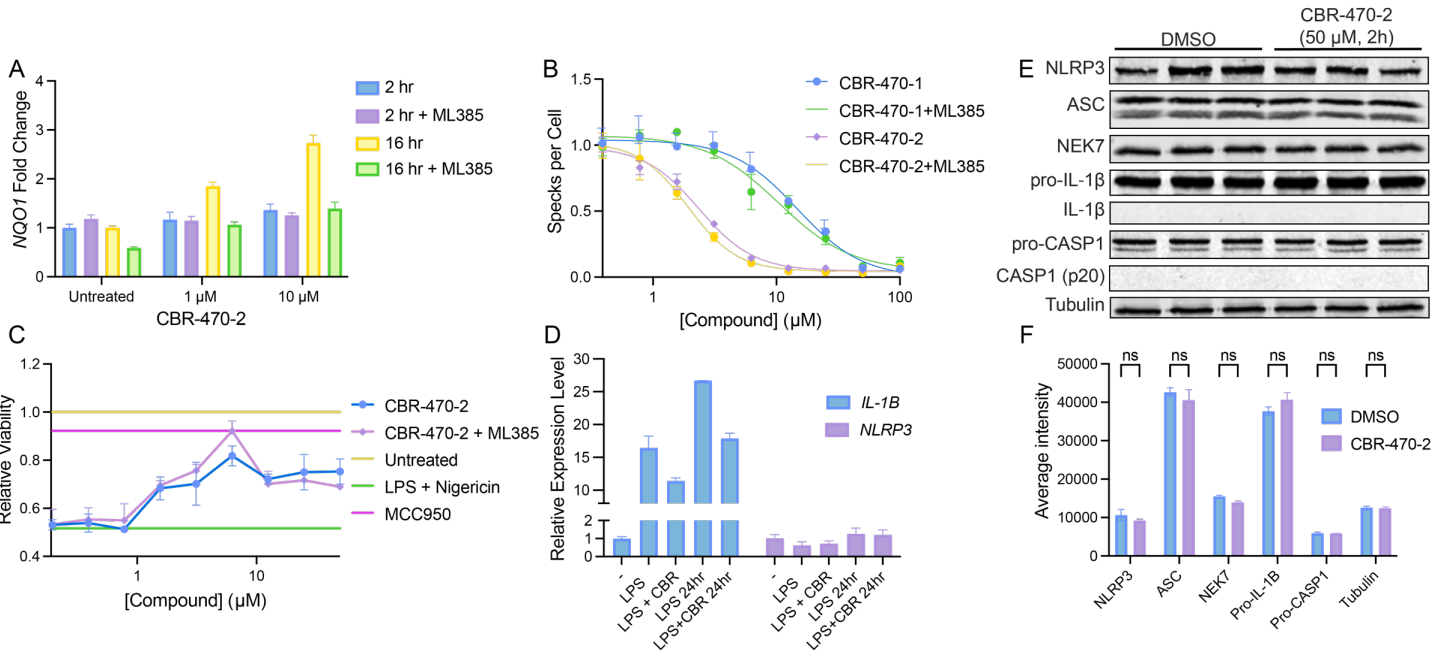 A
NQO1 Fold Change
4
3
2
1
0
Untreated
1 μM
10 μM
CBR-470-2
2 hr
2 hr + ML385
16 hr
16 hr + ML385
B
Specks per Cell
1.5
1.0
0.5
0.0
1
10
100
[Compound] (μM)
CBR-470-1
CBR-470-1+ML385
CBR-470-2
CBR-470-2+ML385
C
Relative Viability
1.2
1.0
0.8
0.6
0.4
1
10
[Compound] (μM)
CBR-470-2
CBR-470-2 + ML385
Untreated
LPS + Nigericin
MCC950
D
Relative Expression Level
30
25
20
15
10
2
1
0
-
LPS
LPS + CBR
LPS 24hr
LPS+CBR 24hr
-
LPS
LPS + CBR
LPS 24hr
LPS+CBR 24hr
IL-1B
NLRP3
E
DMSO
CBR-470-2
(50 μM, 2h)
NLRP3
ASC
NEK7
pro-IL-1β
IL-1β
pro-CASP1
CASP1 (p20)
Tubulin
F
Average intensity
50000
40000
30000
20000
10000
0
ns
ns
ns
ns
ns
ns
NLRP3
ASC
NEK7
Pro-IL-1B
Pro-CASP1
Tubulin
DMSO
CBR-470-2